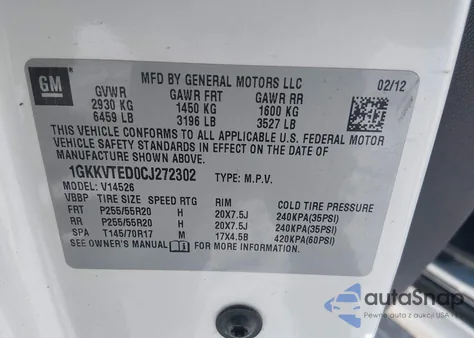 GM
MFD BY GENERAL MOTORS LLC
02/12
GVWR GAWR FRT GAWR RR
2930 KG 1450 KG 1600 KG
6459 LB 3196 LB 3527 LB
THIS VEHICLE CONFORMS TO ALL APPLICABLE U.S. FEDERAL MOTOR
VEHICLE SAFETY STANDARDS IN EFFECT ON THE DATE OF
MANUFACTURE SHOWN ABOVE.
1GKKVTED0CJ272302 TYPE: M.P.V.
MODEL: V14526
VBBP TIRE SIZE SPEED RTG RIM COLD TIRE PRESSURE
FRT P255/55R20 H 20X7.5J 240KPA(35PSI)
RR P255/55R20 H 20X7.5J 240KPA(35PSI)
SPA T145/70R17 M 17X4.5B 420KPA(60PSI)
SEE OWNER'S MANUAL FOR MORE INFORMATION.
autoSnap
Pewne auta z USA